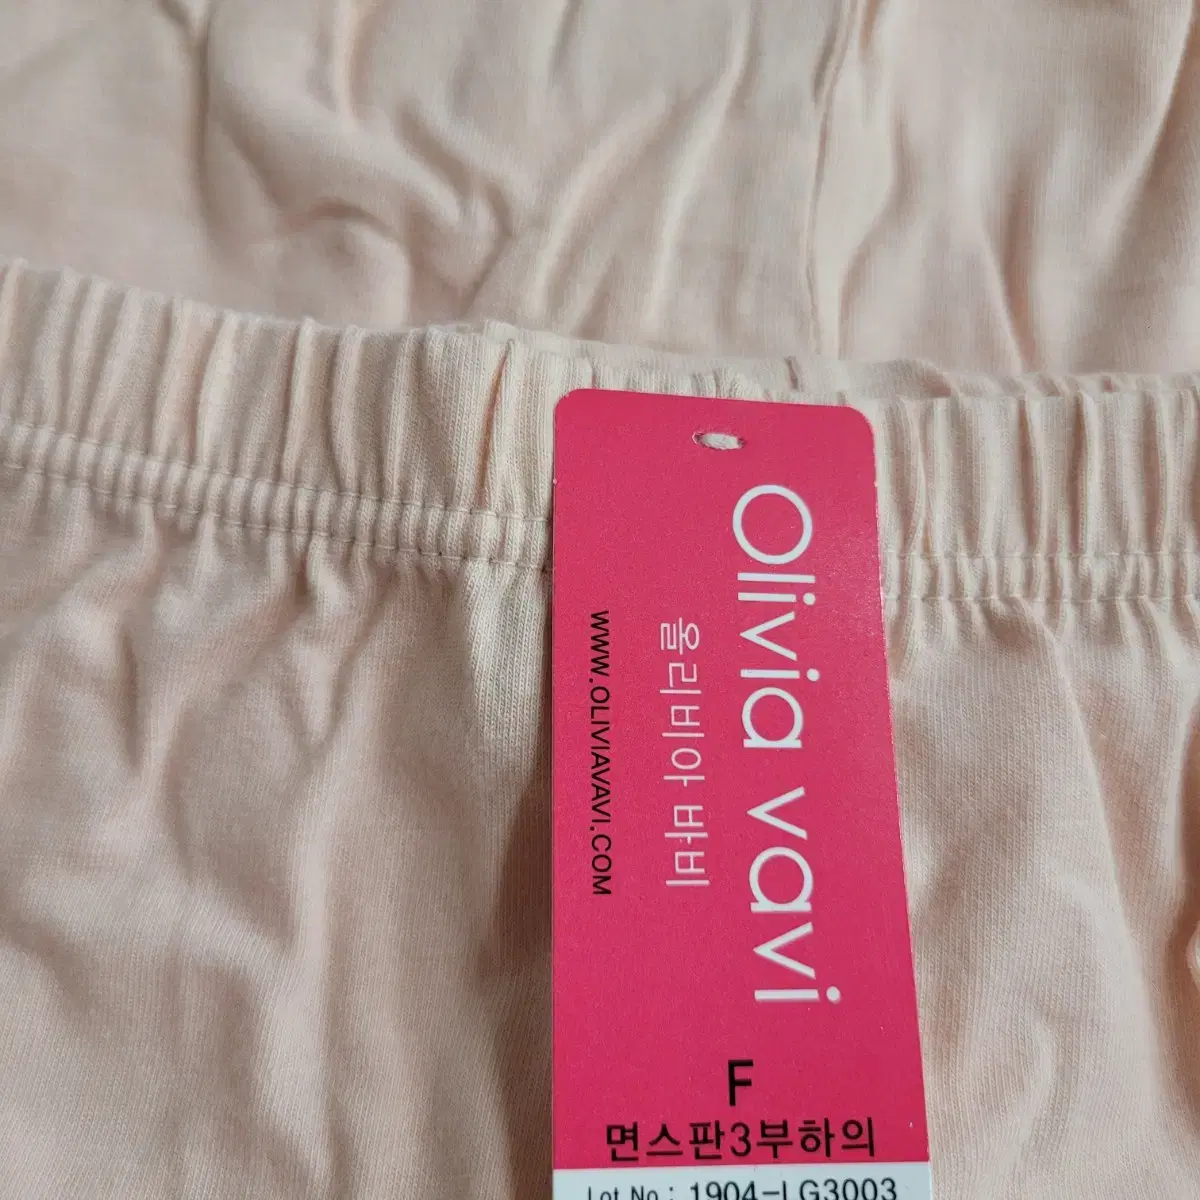 Olivia vavi
올리비아 바비
WWW.OLIVIAVAVI.COM
F
면스판3부하의
Lot No : 1904-LG3003